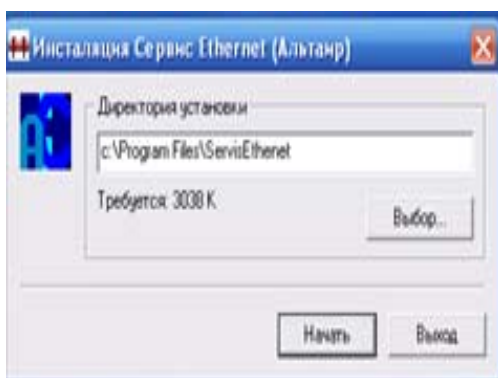 Инсталяция Сервис Ethernet (Альтаир)
Директория установки
c:\Program Files\ServisEthernet
Требуется: 3038 K
Выбор...
Начать
Выход